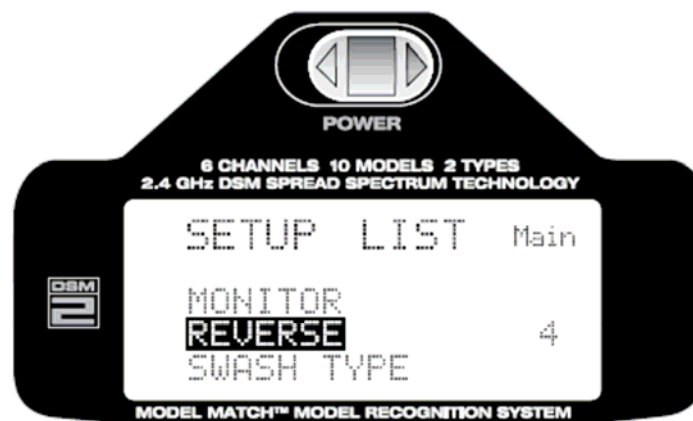 POWER
6 CHANNELS 10 MODELS 2 TYPES
2.4 GHz DSM SPREAD SPECTRUM TECHNOLOGY
SETUP LIST Main
DSM
2
MONITOR
REVERSE 4
SWASH TYPE
MODEL MATCH™ MODEL RECOGNITION SYSTEM